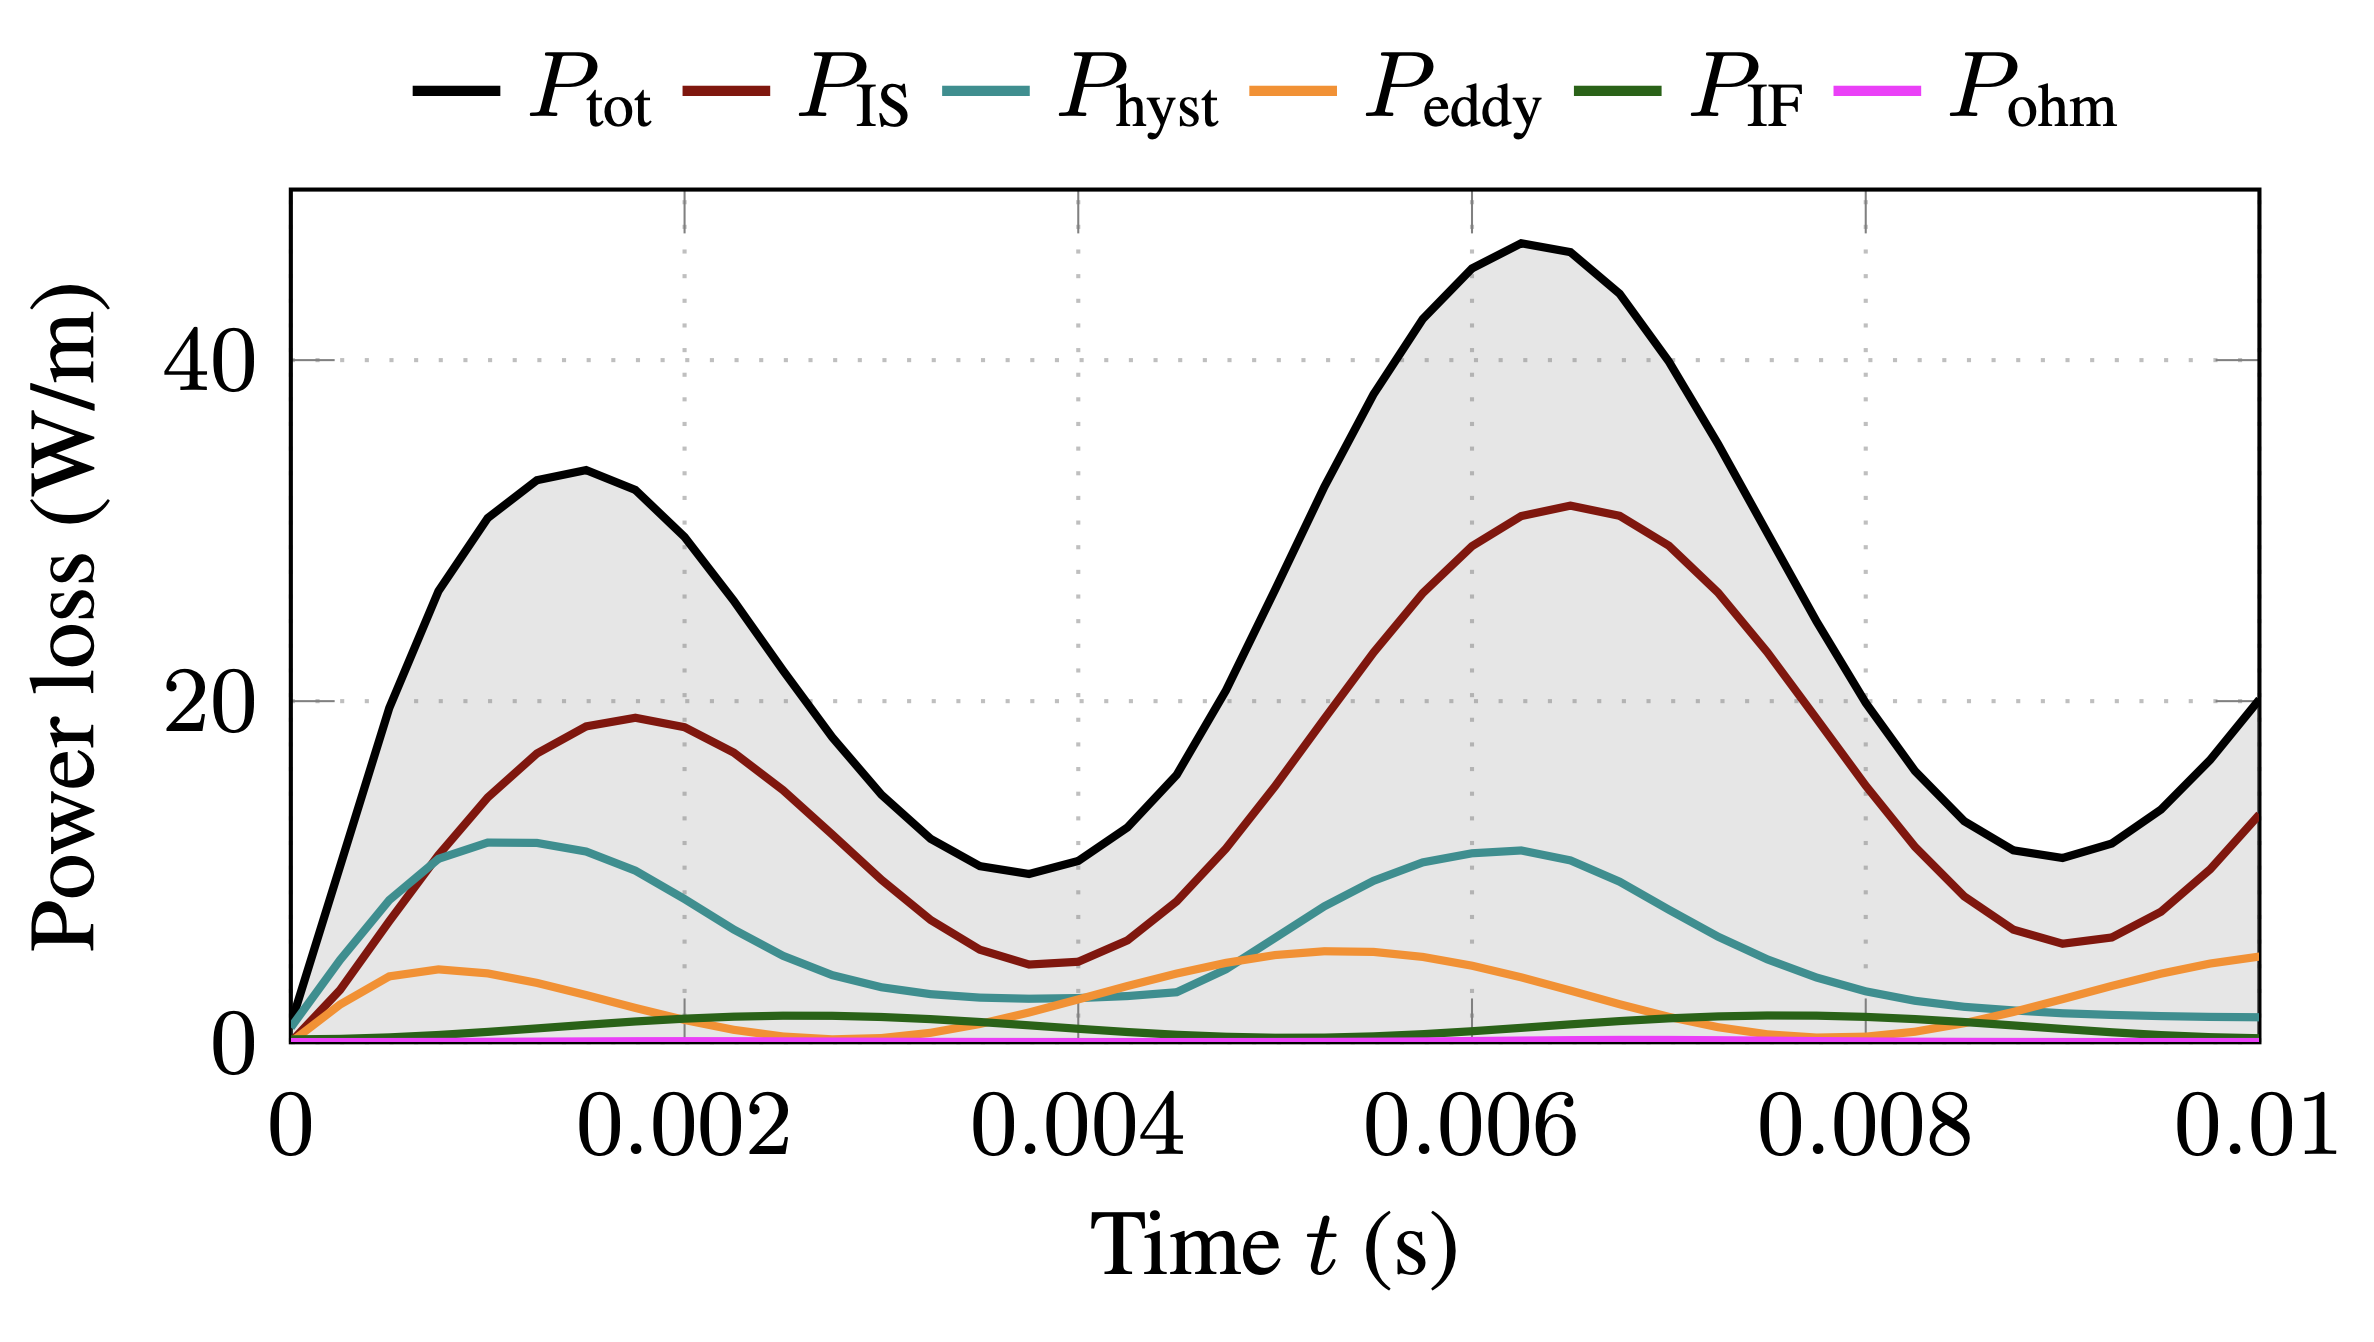 P_tot P_IS P_hyst P_eddy P_IF P_ohm
Power loss (W/m)
40
20
0
0 0.002 0.004 0.006 0.008 0.01
Time t (s)